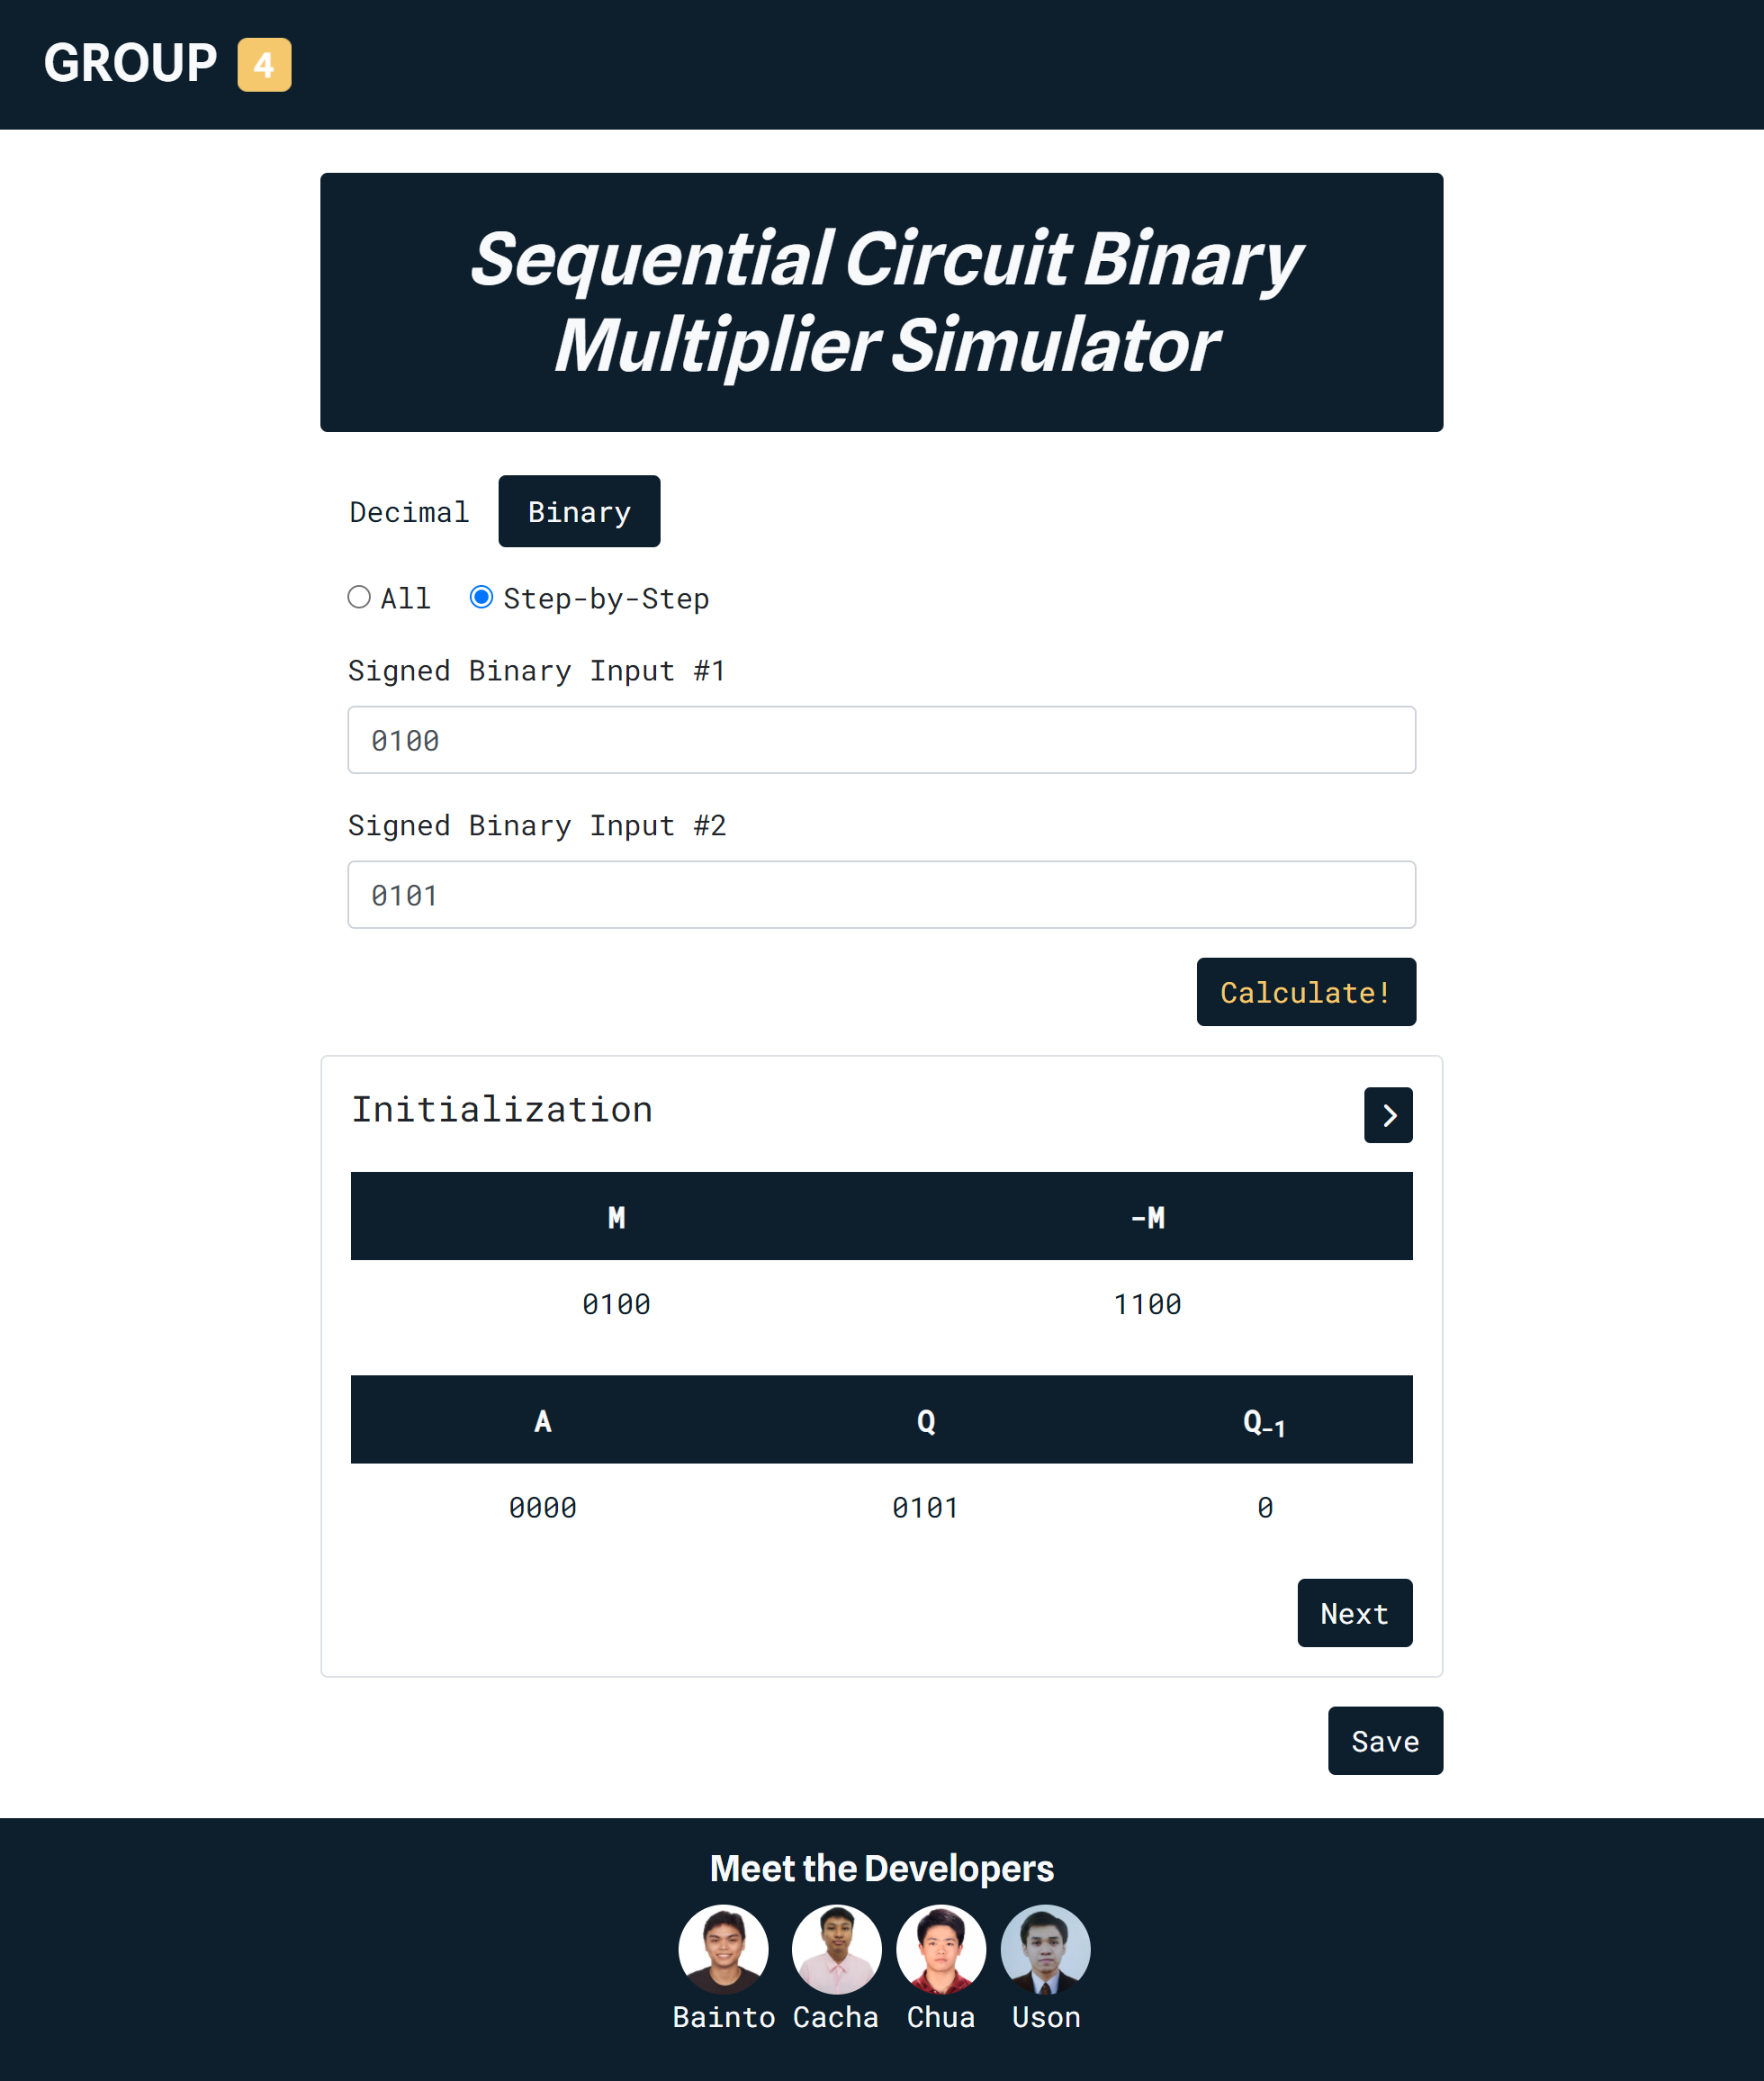 GROUP 4
Sequential Circuit Binary
Multiplier Simulator
Decimal Binary
All Step-by-Step
Signed Binary Input #1
0100
Signed Binary Input #2
0101
Calculate!
Initialization
M -M
0100 1100
A Q Q-1
0000 0101 0
Next
Save
Meet the Developers
Bainto Cacha Chua Uson